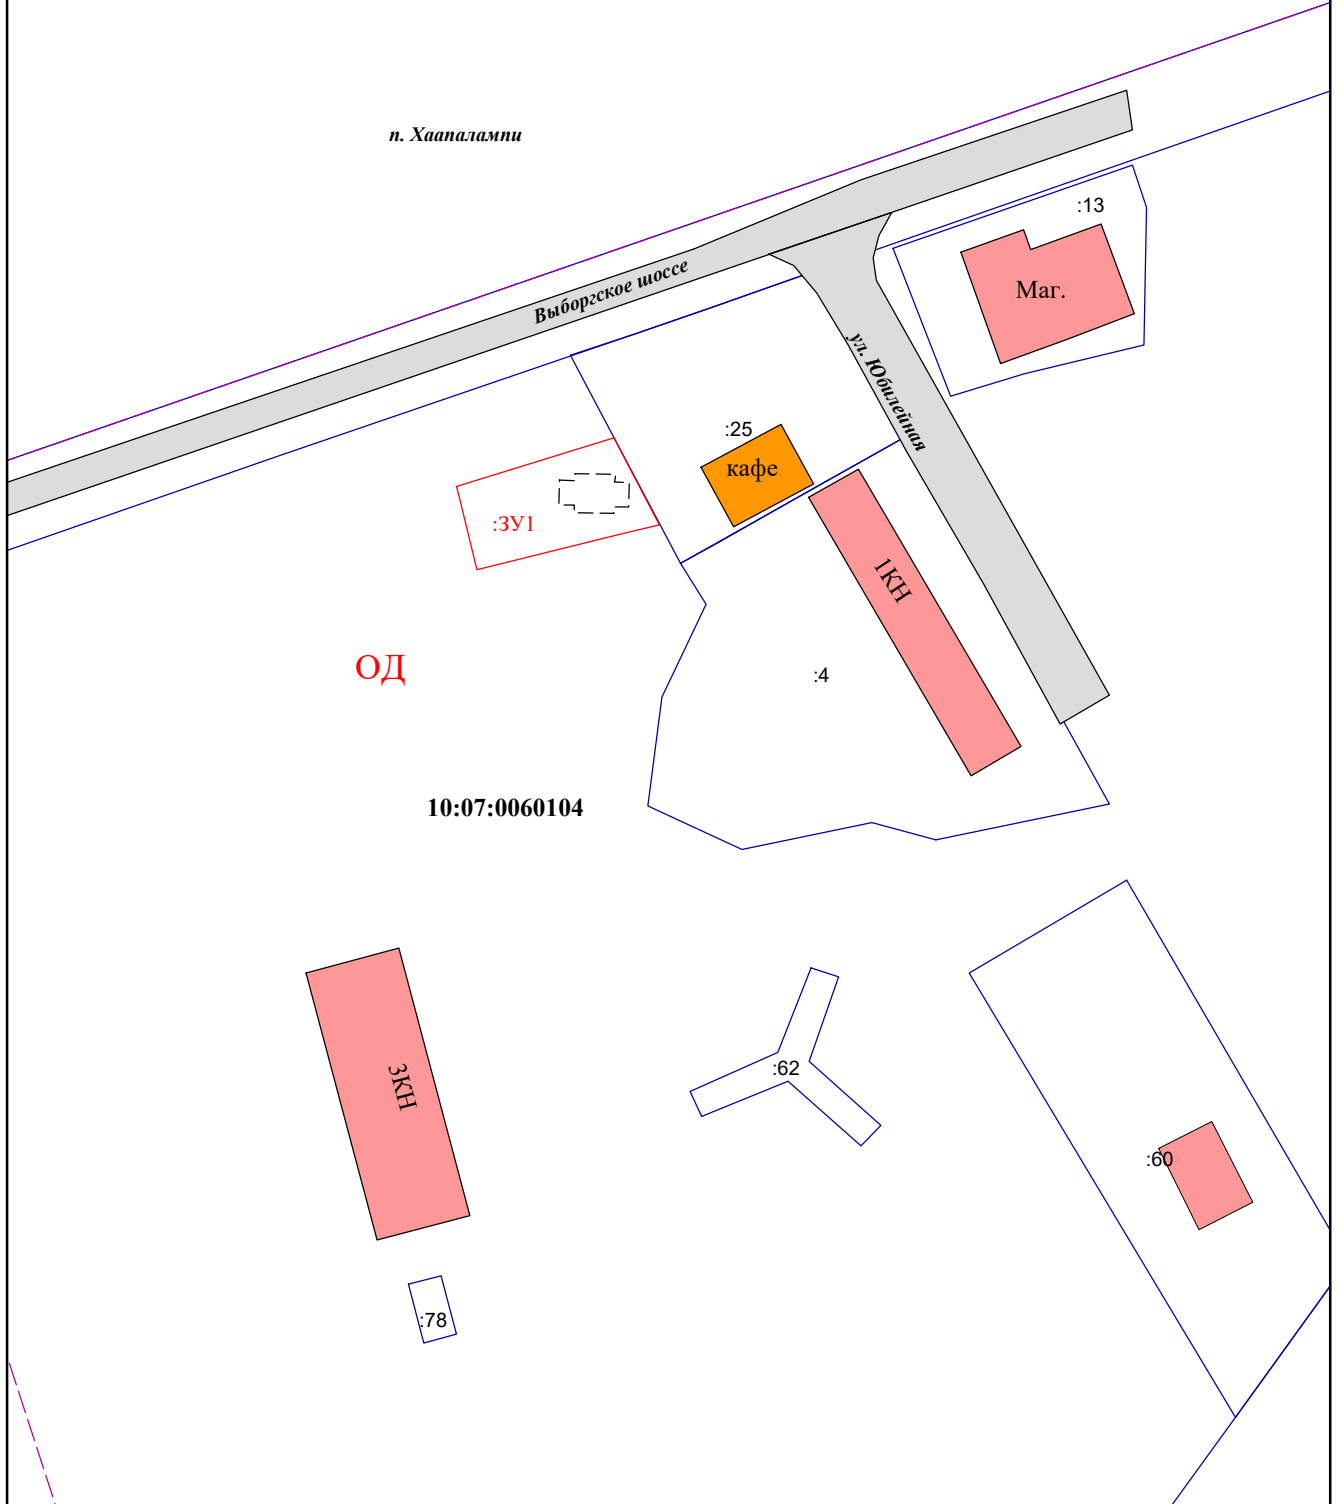 п. Хаапалампи
:13
Маг.
Выборгское шоссе
ул. Юбилейная
:25
кафе
:ЗУ1
1КН
ОД
:4
10:07:0060104
3КН
:62
:60
:78